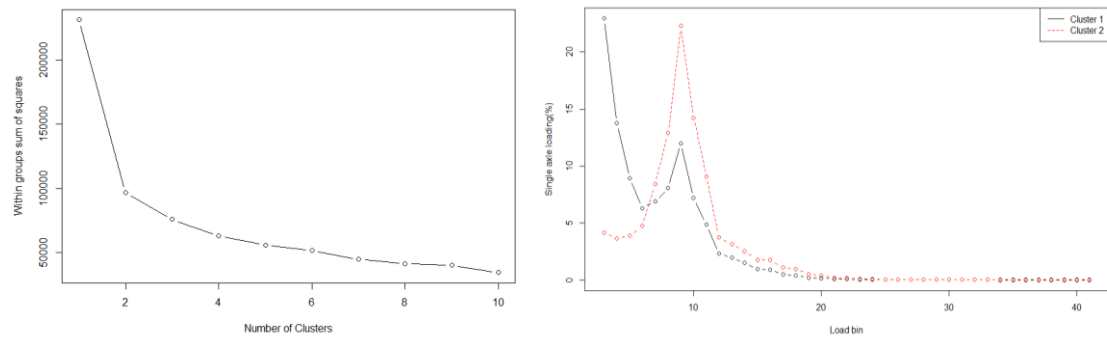 Within groups sum of squares
200000
150000
100000
50000
2 4 6 8 10
Number of Clusters
Single axle loading(%)
20
15
10
5
0
10 20 30 40
Load bin
Cluster 1
Cluster 2